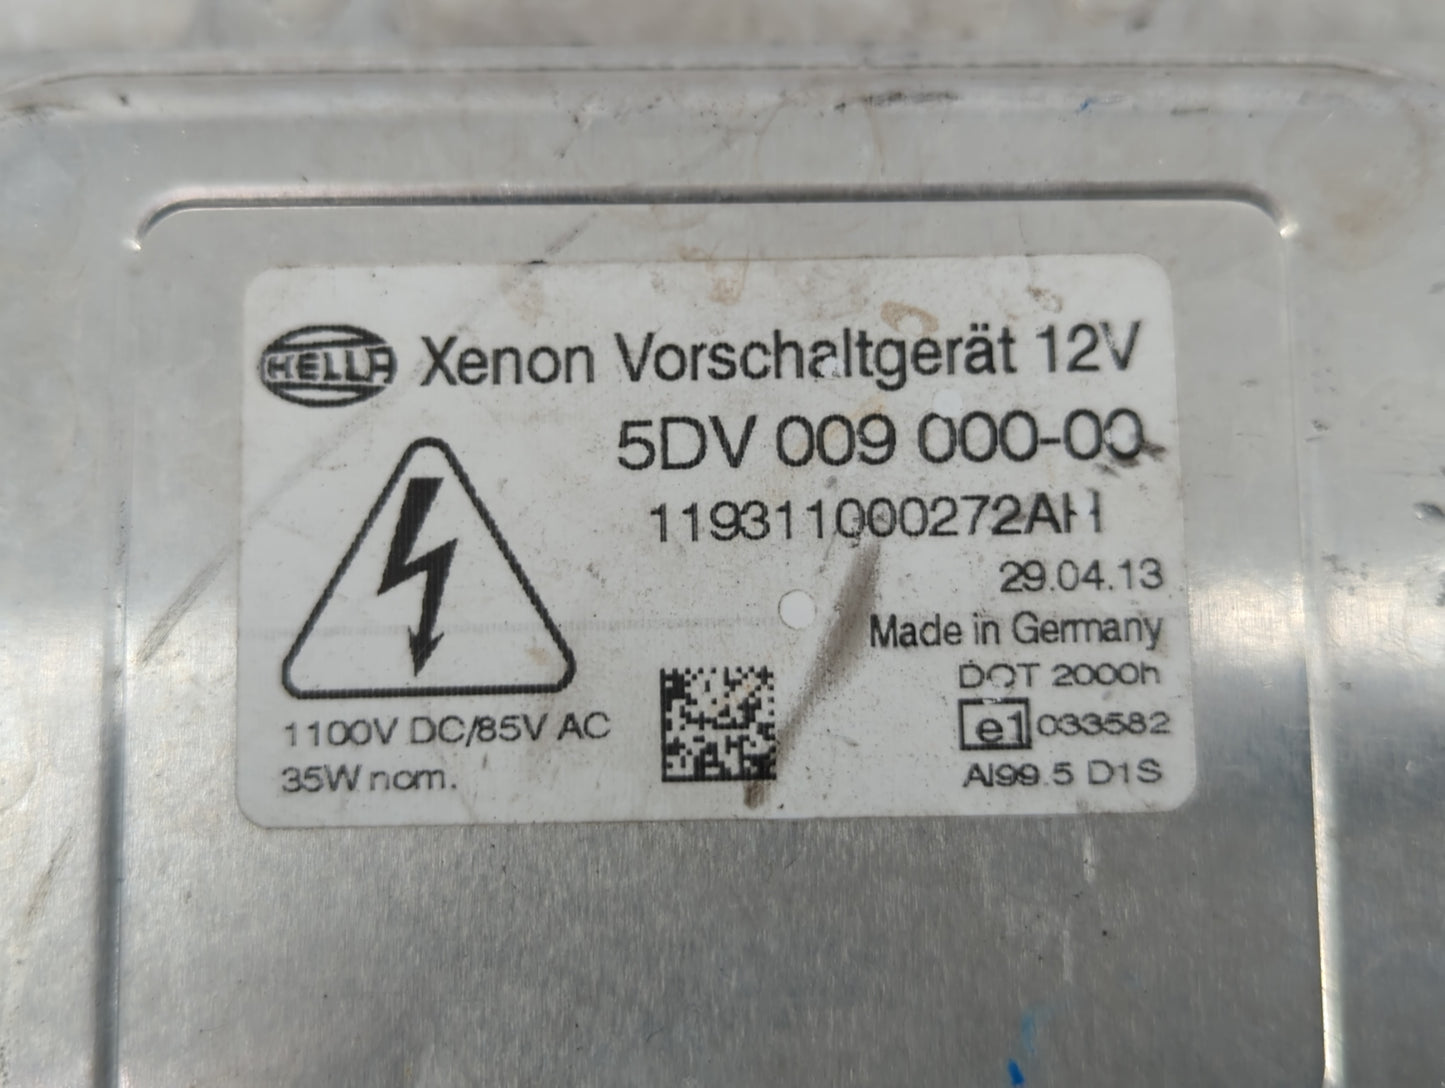 HELLA Xenon Vorschaltgerät 12V
5DV 009 000-00
119311000272AH
29.04.13
Made in Germany
DOT 2000h
e1 033582
1100V DC/85V AC
35W nom.
AI99.5 D1S